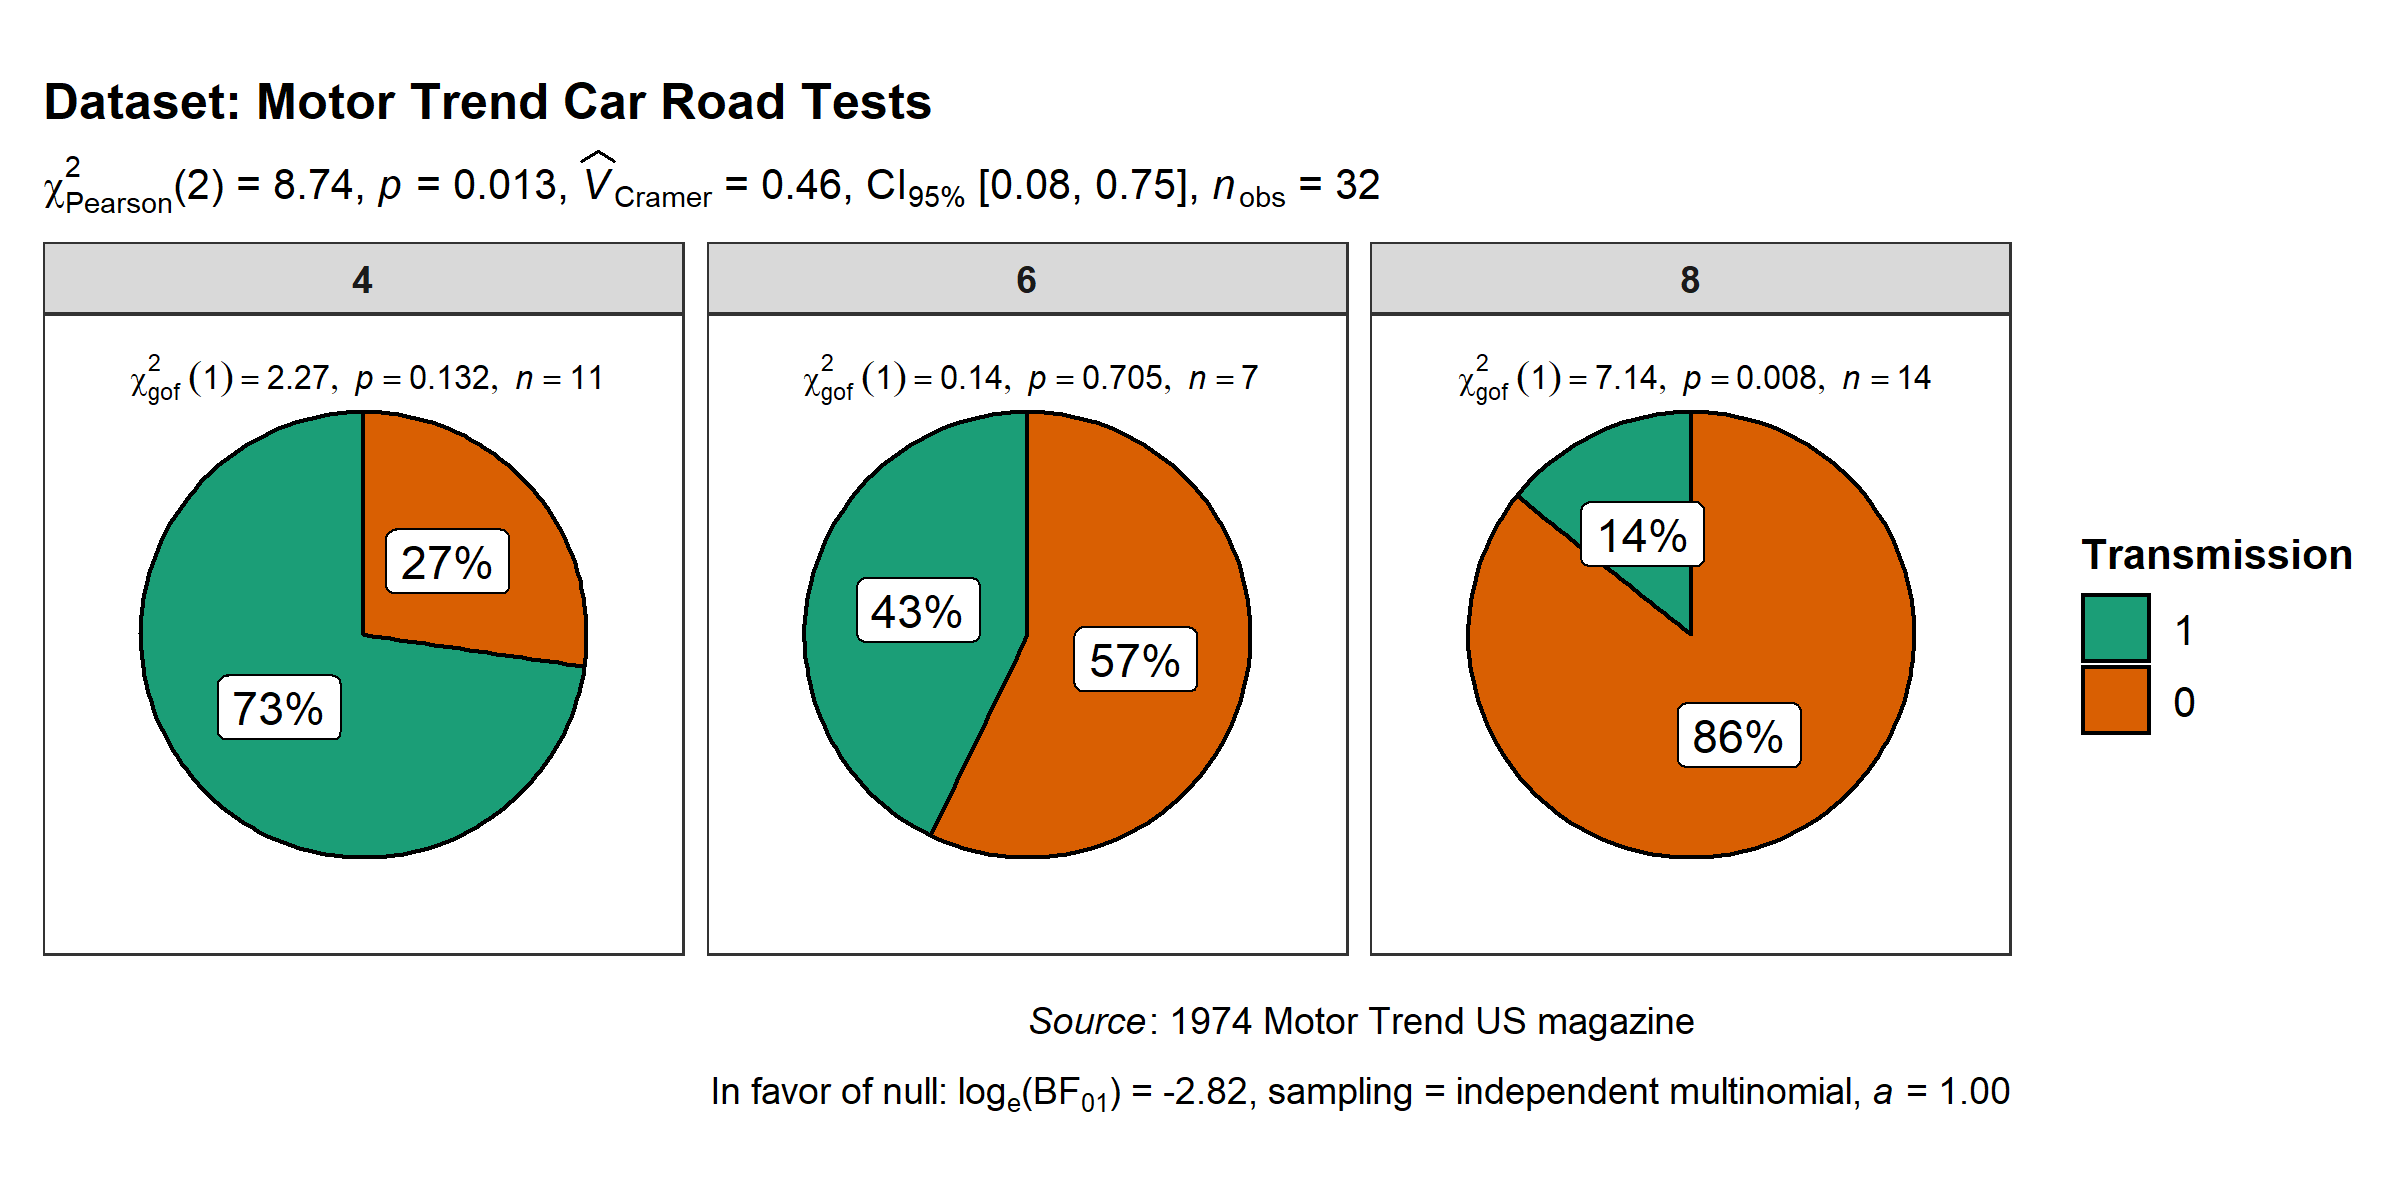 Dataset: Motor Trend Car Road Tests
χ²Pearson(2) = 8.74, p = 0.013, V̂Cramer = 0.46, CI95% [0.08, 0.75], nobs = 32
4
χ²gof (1) = 2.27, p = 0.132, n = 11
27%
73%
6
χ²gof (1) = 0.14, p = 0.705, n = 7
43%
57%
8
χ²gof (1) = 7.14, p = 0.008, n = 14
14%
86%
Transmission
1
0
Source: 1974 Motor Trend US magazine
In favor of null: loge(BF01) = -2.82, sampling = independent multinomial, a = 1.00